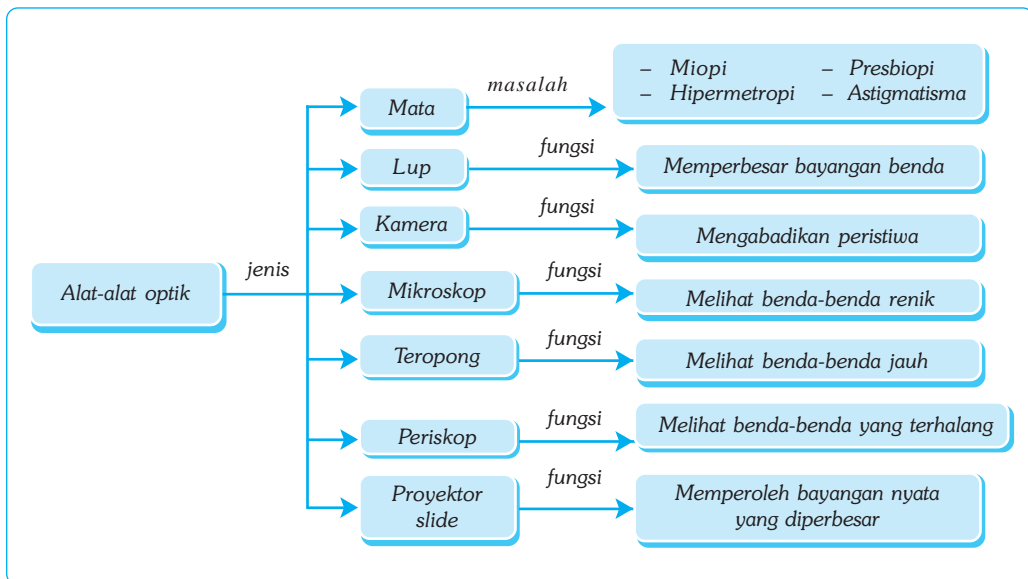 Alat-alat optik
jenis
Mata
masalah
– Miopi – Presbiopi
– Hipermetropi – Astigmatisma
Lup
fungsi
Memperbesar bayangan benda
Kamera
fungsi
Mengabadikan peristiwa
Mikroskop
fungsi
Melihat benda-benda renik
Teropong
fungsi
Melihat benda-benda jauh
Periskop
fungsi
Melihat benda-benda yang terhalang
Proyektor
slide
fungsi
Memperoleh bayangan nyata
yang diperbesar